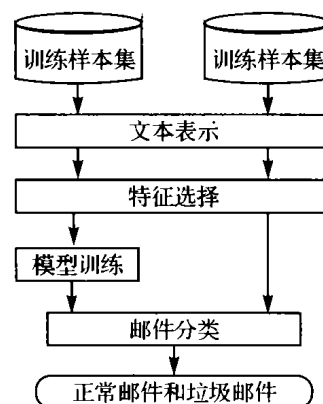 训练样本集
训练样本集
文本表示
特征选择
模型训练
邮件分类
正常邮件和垃圾邮件